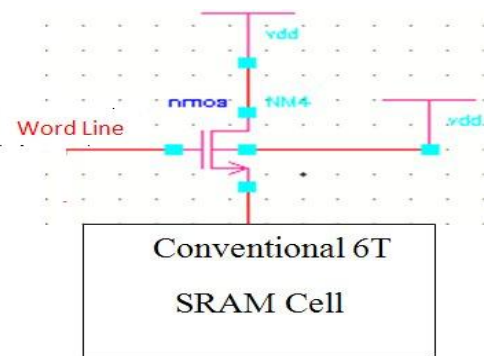 vdd
nmos NM4
vdd
Word Line
Conventional 6T
SRAM Cell